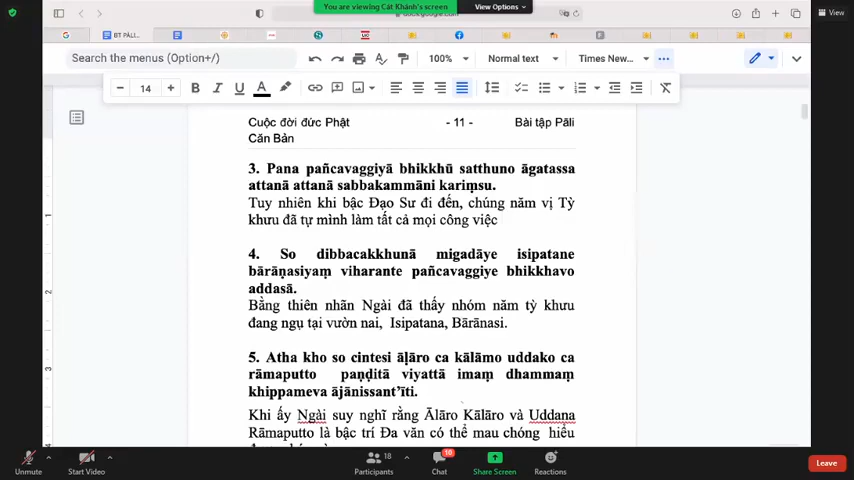 You are viewing Cát Khánh's screen
View Options
View
BT PĀLI
Search the menus (Option+/)
100%
Normal text
Times New...
14
Cuộc đời đức Phật - 11 - Bài tập Pāli
Căn Bản
3. Pana pañcavaggiyā bhikkhū satthuno āgatassa
attanā attanā sabbakammāni kariṃsu.
Tuy nhiên khi bậc Đạo Sư đi đến, chúng năm vị Tỳ
khưu đã tự mình làm tất cả mọi công việc
4. So dibbacakkhunā migadāye isipatane
bārāṇasiyaṃ viharante pañcavaggiye bhikkhavo
addasā.
Bằng thiên nhãn Ngài đã thấy nhóm năm tỳ khưu
đang ngụ tại vườn nai, Isipatana, Bārānasi.
5. Atha kho so cintesi āḷāro ca kālāmo uddako ca
rāmaputto paṇḍitā viyattā imaṃ dhammaṃ
khippameva ājānissant'īti.
Khi ấy Ngài suy nghĩ rằng Ālāro Kālāro và Uddana
Rāmaputto là bậc trí Đa văn có thể mau chóng hiểu
Unmute
Start Video
18
Participants
10
Chat
Share Screen
Reactions
Leave